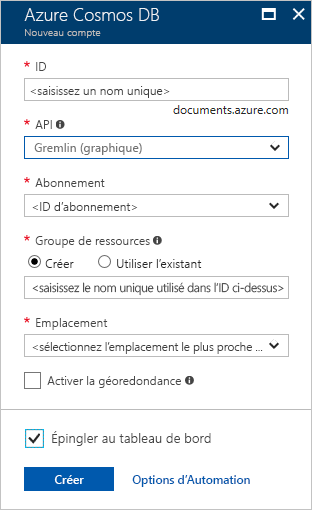 Azure Cosmos DB
Nouveau compte
* ID
<saisissez un nom unique>
documents.azure.com
* API
Gremlin (graphique)
* Abonnement
<ID d'abonnement>
* Groupe de ressources
Créer Utiliser l'existant
<saisissez le nom unique utilisé dans l'ID ci-dessus>
* Emplacement
<sélectionnez l'emplacement le plus proche ...
Activer la géoredondance
Épingler au tableau de bord
Créer Options d'Automation